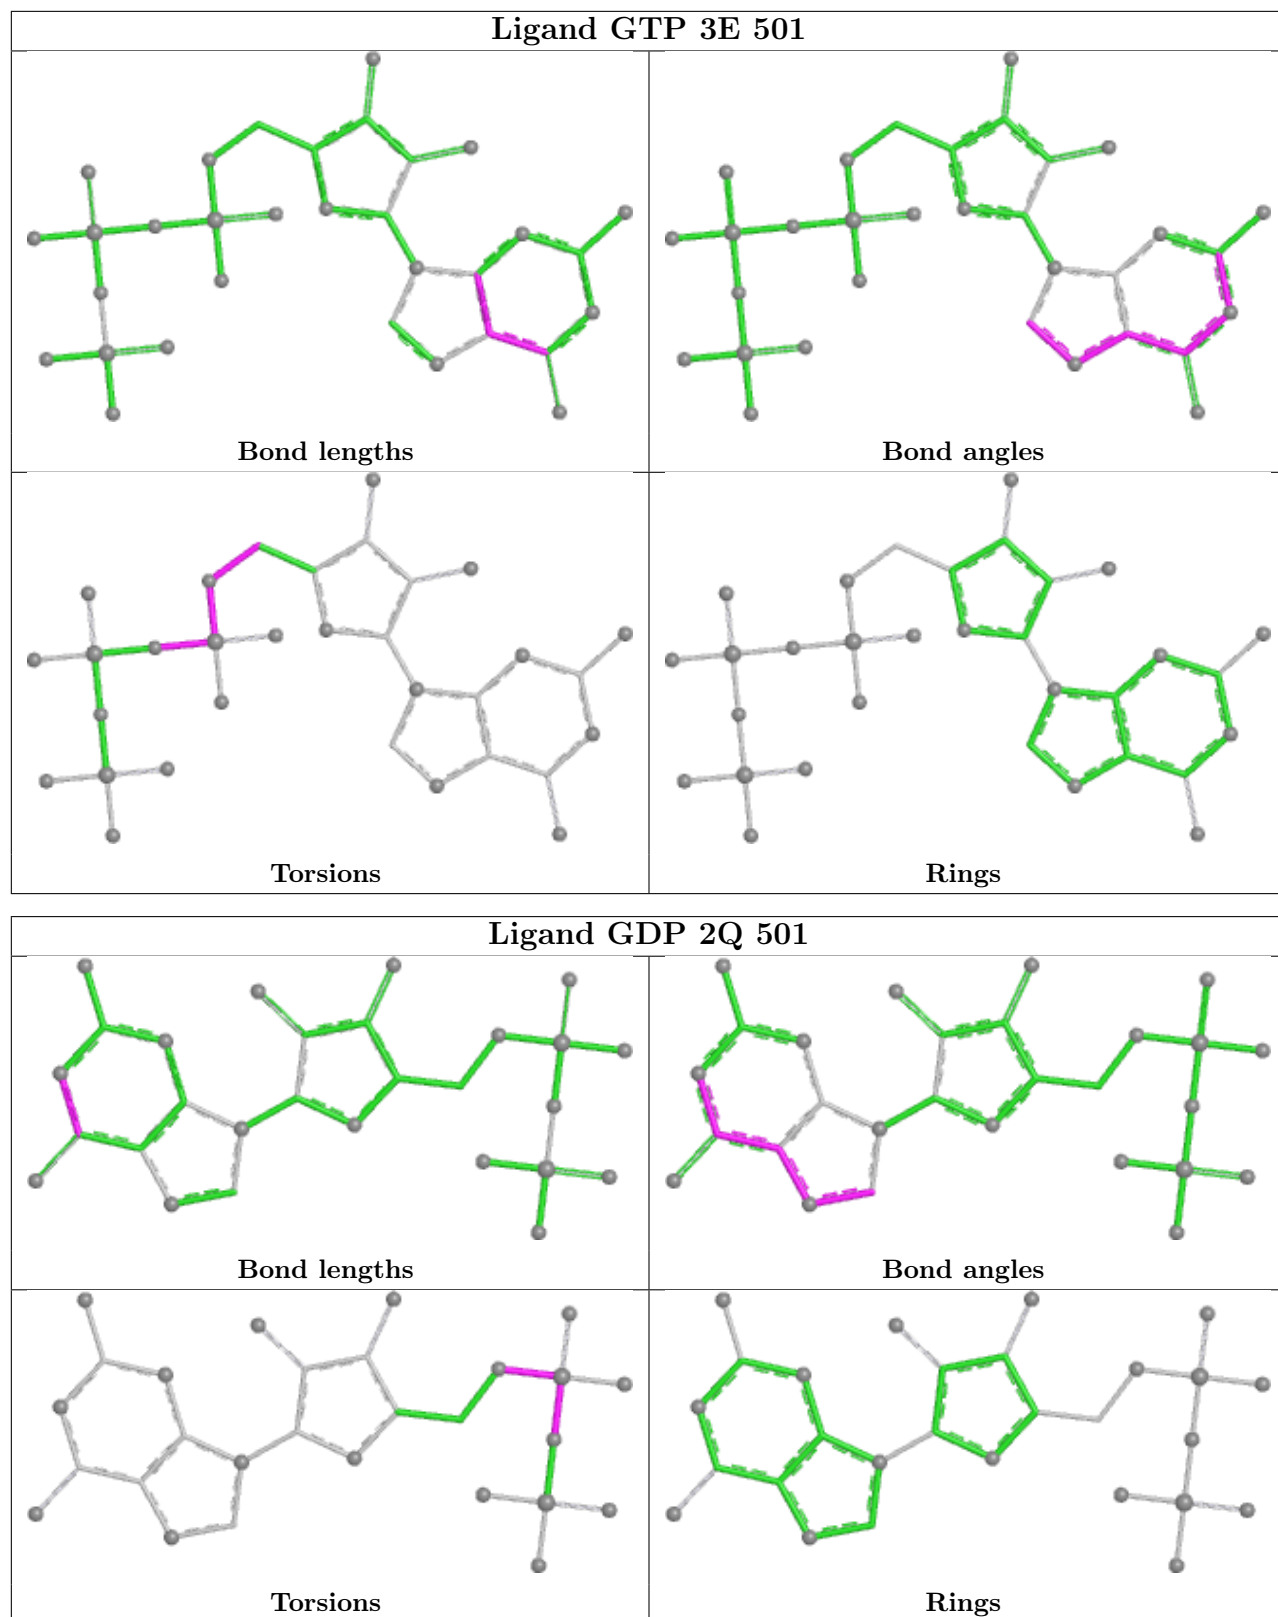 Ligand GTP 3E 501
Bond lengths
Bond angles
Torsions
Rings
Ligand GDP 2Q 501
Bond lengths
Bond angles
Torsions
Rings